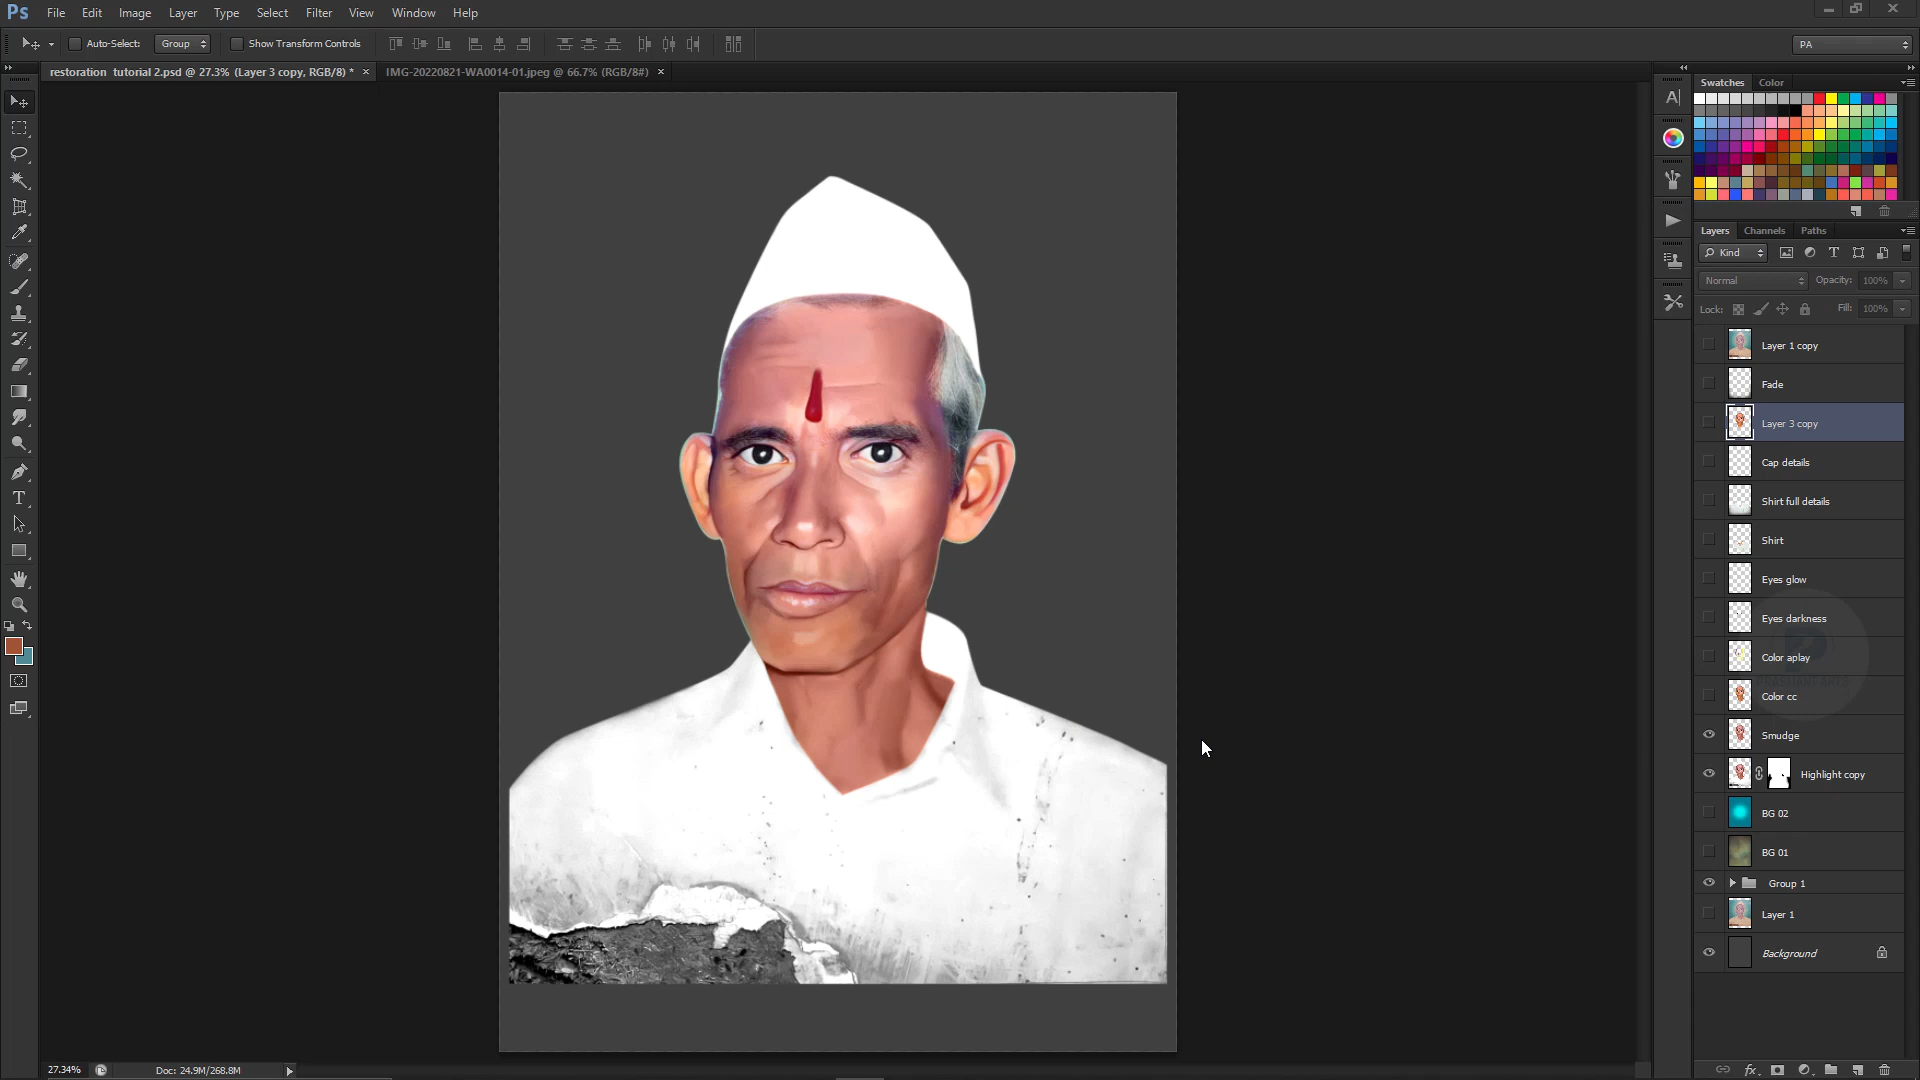 Ps File Edit Image Layer Type Select Filter View Window Help
Auto-Select: Group Show Transform Controls PA
restoration tutorial 2.psd @ 27.3% (Layer 3 copy, RGB/8) * × IMG-20220821-WA0014-01.jpeg @ 66.7% (RGB/8#) ×
Swatches Color
Layers Channels Paths
Kind
Normal Opacity: 100%
Lock: Fill: 100%
Layer 1 copy
Fade
Layer 3 copy
Cap details
Shirt full details
Shirt
Eyes glow
Eyes darkness
Color aplay
Color cc
Smudge
Highlight copy
BG 02
BG 01
Group 1
Layer 1
Background
27.34% Doc: 24.9M/268.8M